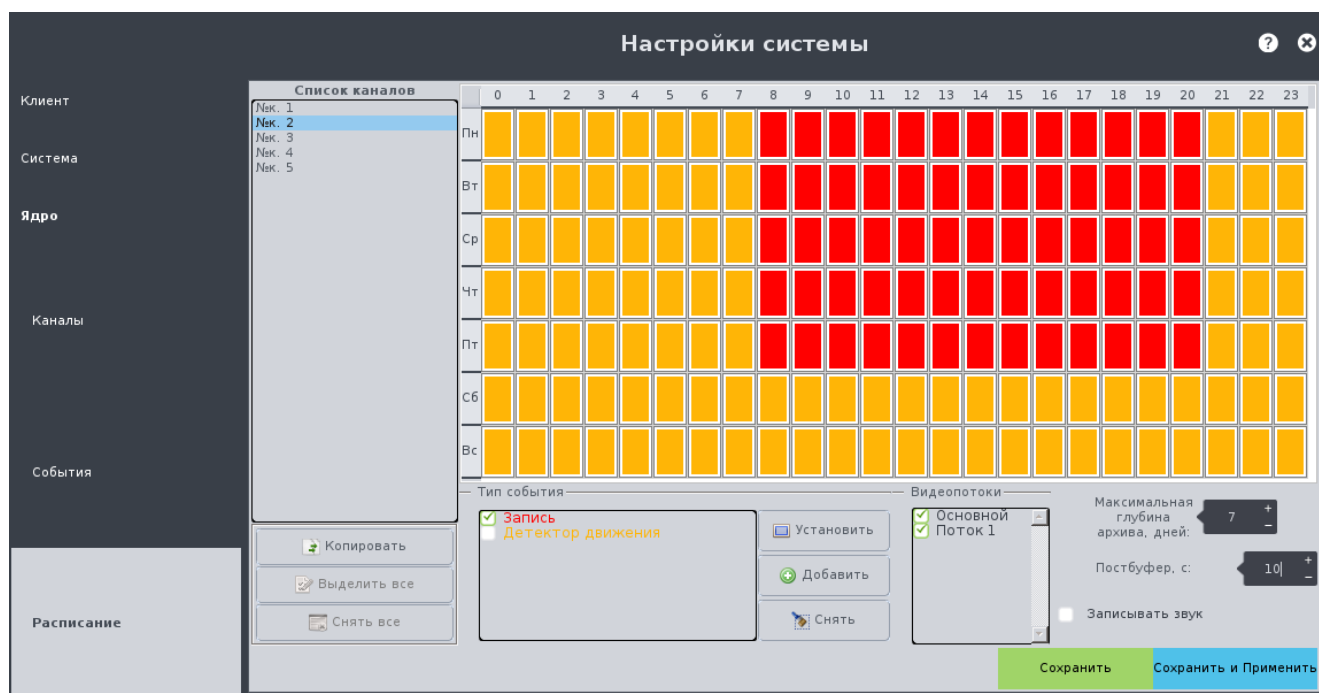 Настройки системы
Клиент
Система
Ядро
Каналы
События
Расписание
Список каналов
№к. 1
№к. 2
№к. 3
№к. 4
№к. 5
Копировать
Выделить все
Снять все
0 1 2 3 4 5 6 7 8 9 10 11 12 13 14 15 16 17 18 19 20 21 22 23
Пн
Вт
Ср
Чт
Пт
Сб
Вс
Тип события
Запись
Детектор движения
Установить
Добавить
Снять
Видеопотоки
Основной
Поток 1
Максимальная
глубина
архива, дней:
7
Постбуфер, с:
10
Записывать звук
Сохранить
Сохранить и Применить